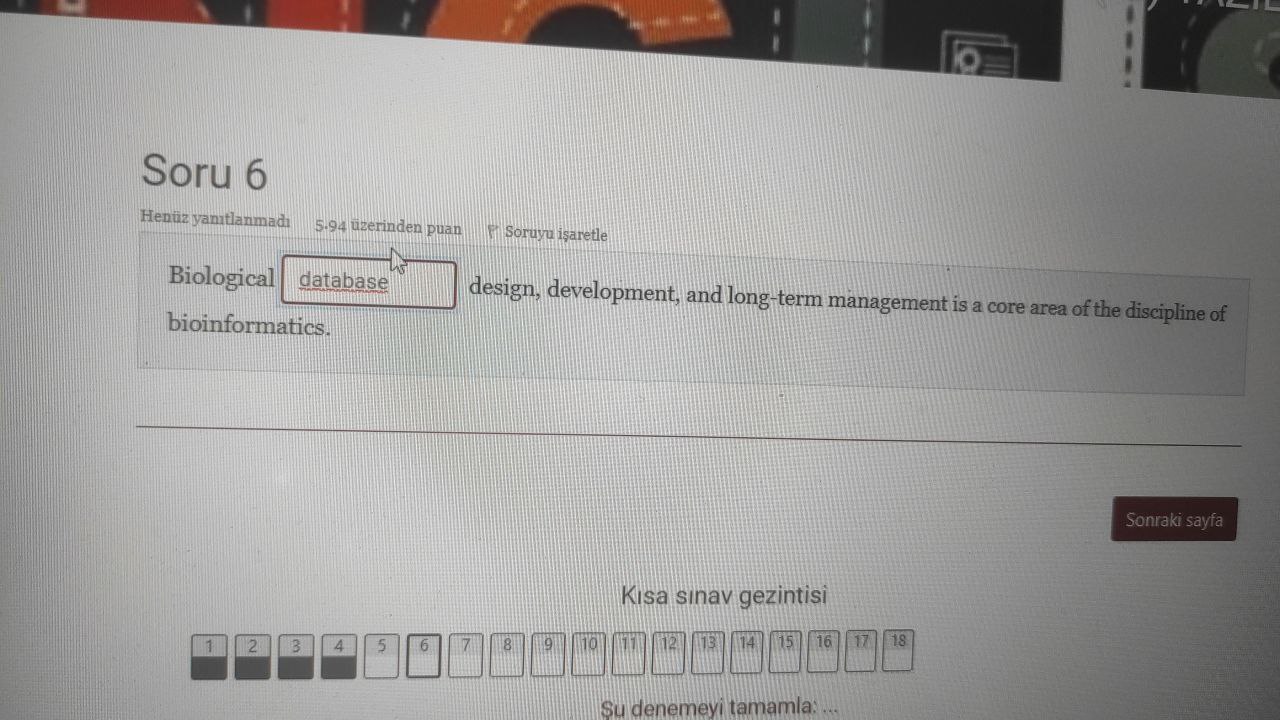 Soru 6
Henüz yanıtlanmadı 5.94 üzerinden puan Soruyu işaretle
Biological database design, development, and long-term management is a core area of the discipline of
bioinformatics.
Sonraki sayfa
Kısa sınav gezintisi
1 2 3 4 5 6 7 8 9 10 11 12 13 14 15 16 17 18
Şu denemeyi tamamla: ...